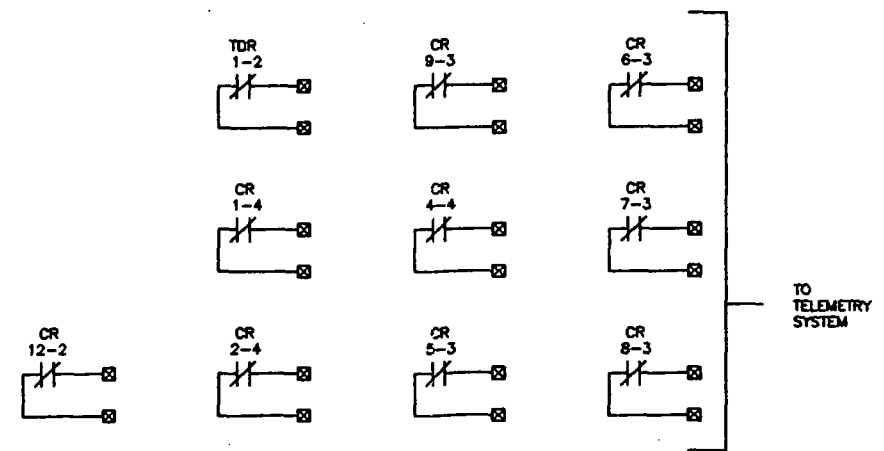 TDR
1-2
CR
9-3
CR
6-3
CR
1-4
CR
4-4
CR
7-3
TO
TELEMETRY
SYSTEM
CR
12-2
CR
2-4
CR
5-3
CR
8-3